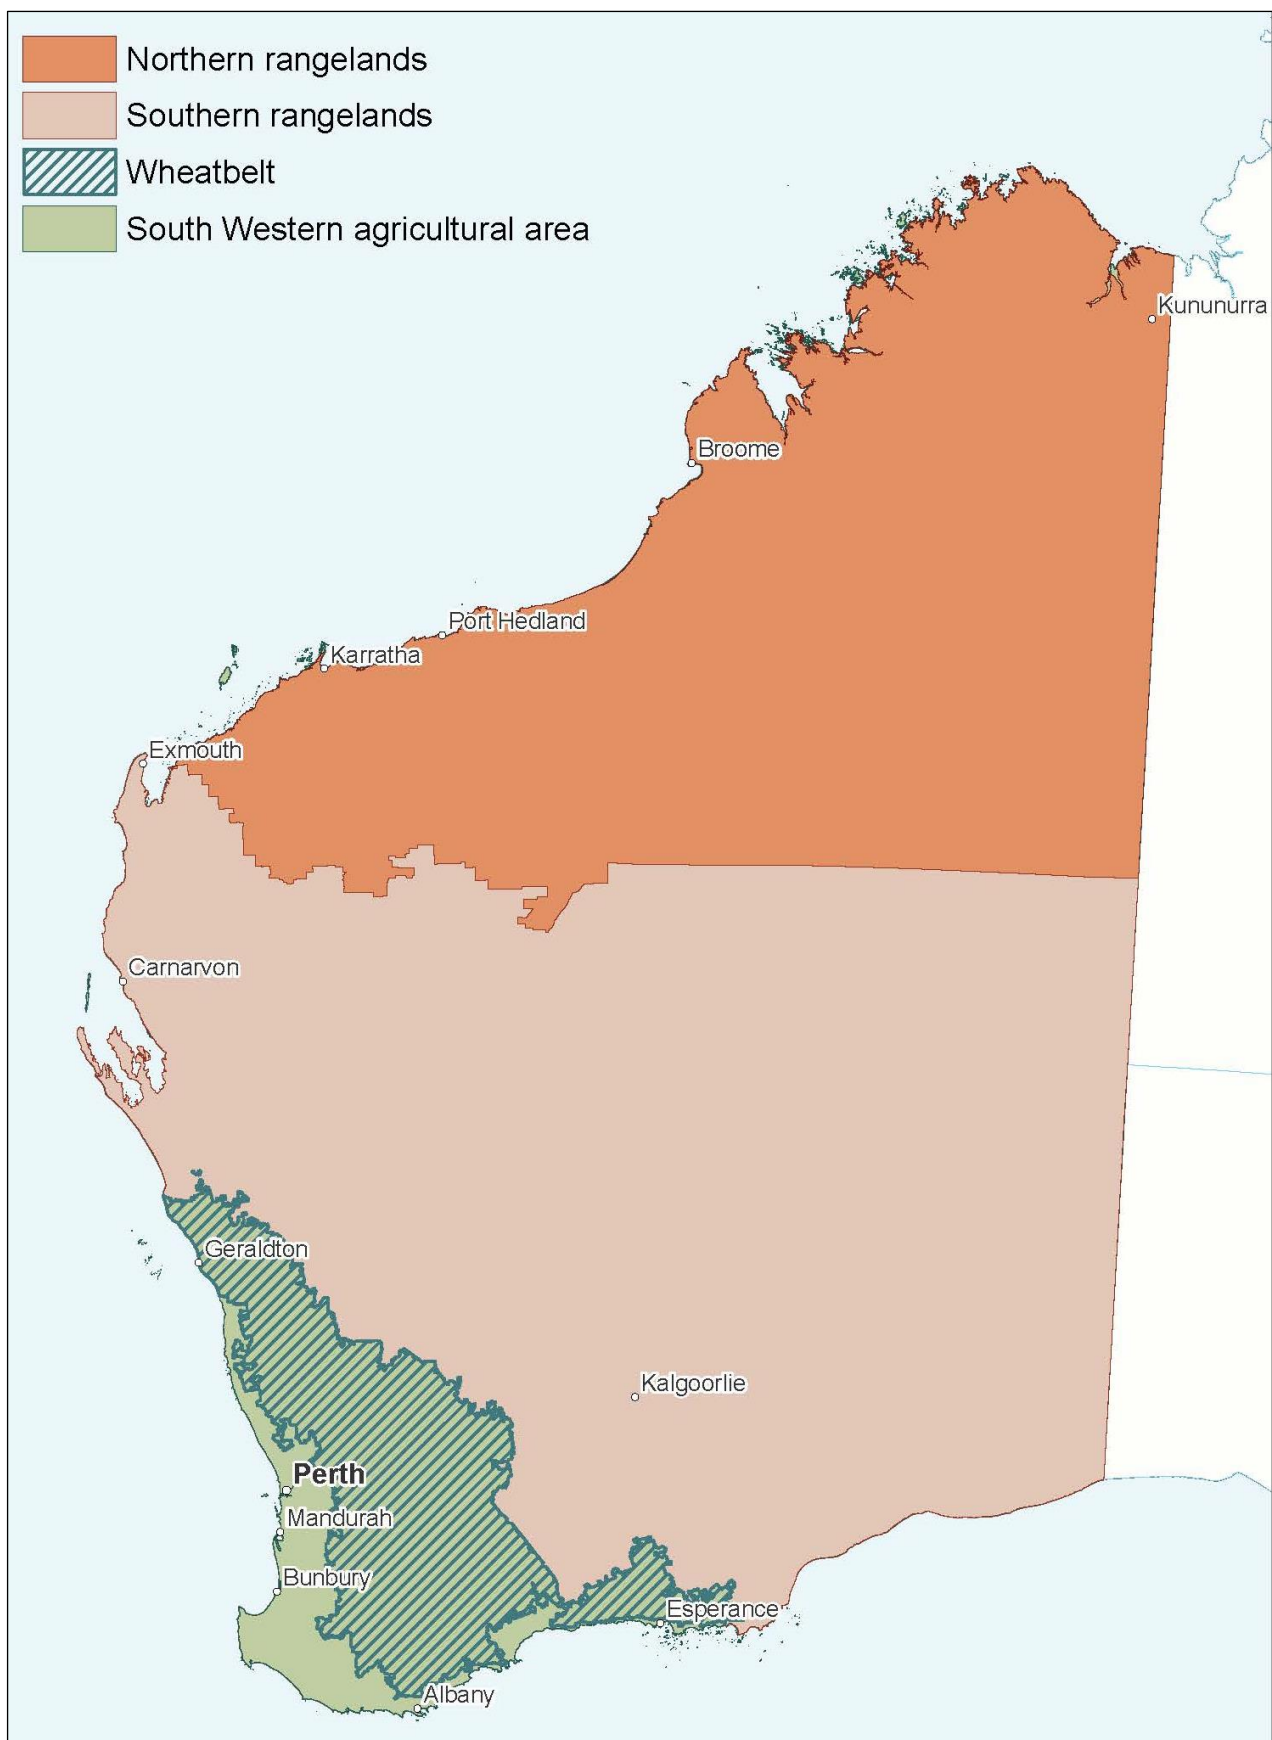 Northern rangelands
Southern rangelands
Wheatbelt
South Western agricultural area
Kununurra
Broome
Port Hedland
Karratha
Exmouth
Carnarvon
Geraldton
Kalgoorlie
Perth
Mandurah
Bunbury
Esperance
Albany